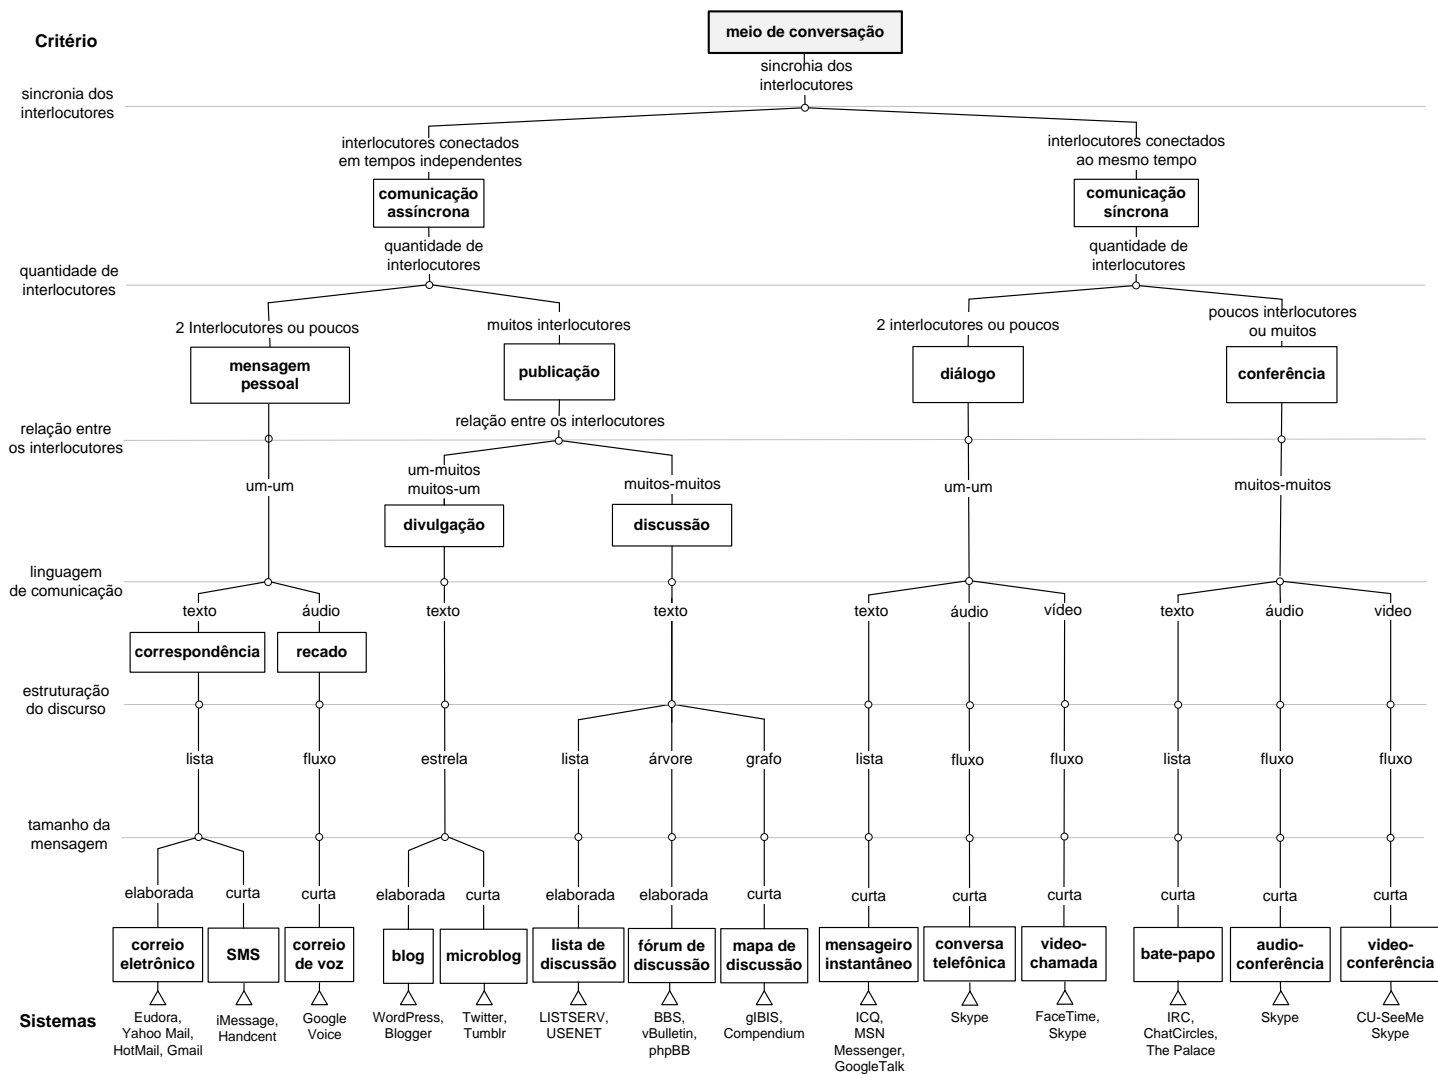 meio de conversação
Critério
sincronia dos
interlocutores
sincronia dos
interlocutores
interlocutores conectados
em tempos independentes
interlocutores conectados
ao mesmo tempo
comunicação
assíncrona
comunicação
síncrona
quantidade de
interlocutores
quantidade de
interlocutores
quantidade de
interlocutores
2 Interlocutores ou poucos
muitos interlocutores
2 interlocutores ou poucos
poucos interlocutores
ou muitos
mensagem
pessoal
publicação
diálogo
conferência
relação entre os interlocutores
relação entre
os interlocutores
um-um
um-muitos
muitos-um
muitos-muitos
um-um
muitos-muitos
divulgação
discussão
linguagem
de comunicação
texto
áudio
texto
texto
texto
áudio
vídeo
texto
áudio
video
correspondência
recado
estruturação
do discurso
lista
fluxo
estrela
lista
árvore
grafo
lista
fluxo
fluxo
lista
fluxo
fluxo
tamanho da
mensagem
elaborada
curta
curta
elaborada
curta
elaborada
elaborada
curta
curta
curta
curta
curta
curta
curta
correio
eletrônico
SMS
correio
de voz
blog
microblog
lista de
discussão
fórum de
discussão
mapa de
discussão
mensageiro
instantâneo
conversa
telefônica
video-
chamada
bate-papo
audio-
conferência
video-
conferência
Sistemas
Eudora,
Yahoo Mail,
HotMail, Gmail
iMessage,
Handcent
Google
Voice
WordPress,
Blogger
Twitter,
Tumblr
LISTSERV,
USENET
BBS,
vBulletin,
phpBB
gIBIS,
Compendium
ICQ,
MSN
Messenger,
GoogleTalk
Skype
FaceTime,
Skype
IRC,
ChatCircles,
The Palace
Skype
CU-SeeMe
Skype